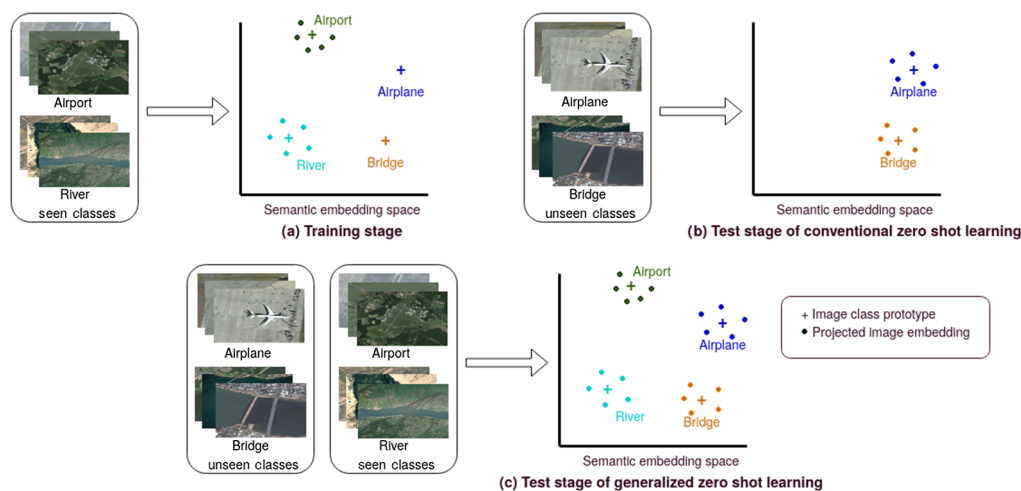 Airport
River
seen classes
Airport
Airplane
River
Bridge
Semantic embedding space
(a) Training stage
Airplane
Bridge
unseen classes
Airplane
Bridge
Semantic embedding space
(b) Test stage of conventional zero shot learning
Airplane
Bridge
unseen classes
Airport
River
seen classes
Airport
Airplane
River
Bridge
Semantic embedding space
(c) Test stage of generalized zero shot learning
+ Image class prototype
Projected image embedding